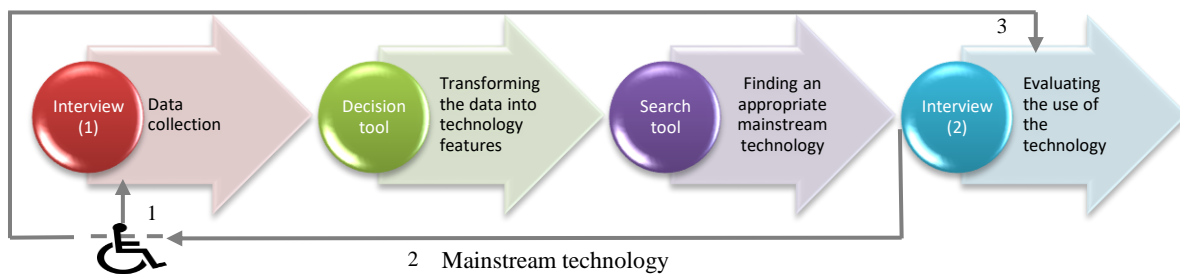 3
Interview
(1)
Data
collection
Decision
tool
Transforming
the data into
technology
features
Search
tool
Finding an
appropriate
mainstream
technology
Interview
(2)
Evaluating
the use of
the
technology
1
2 Mainstream technology